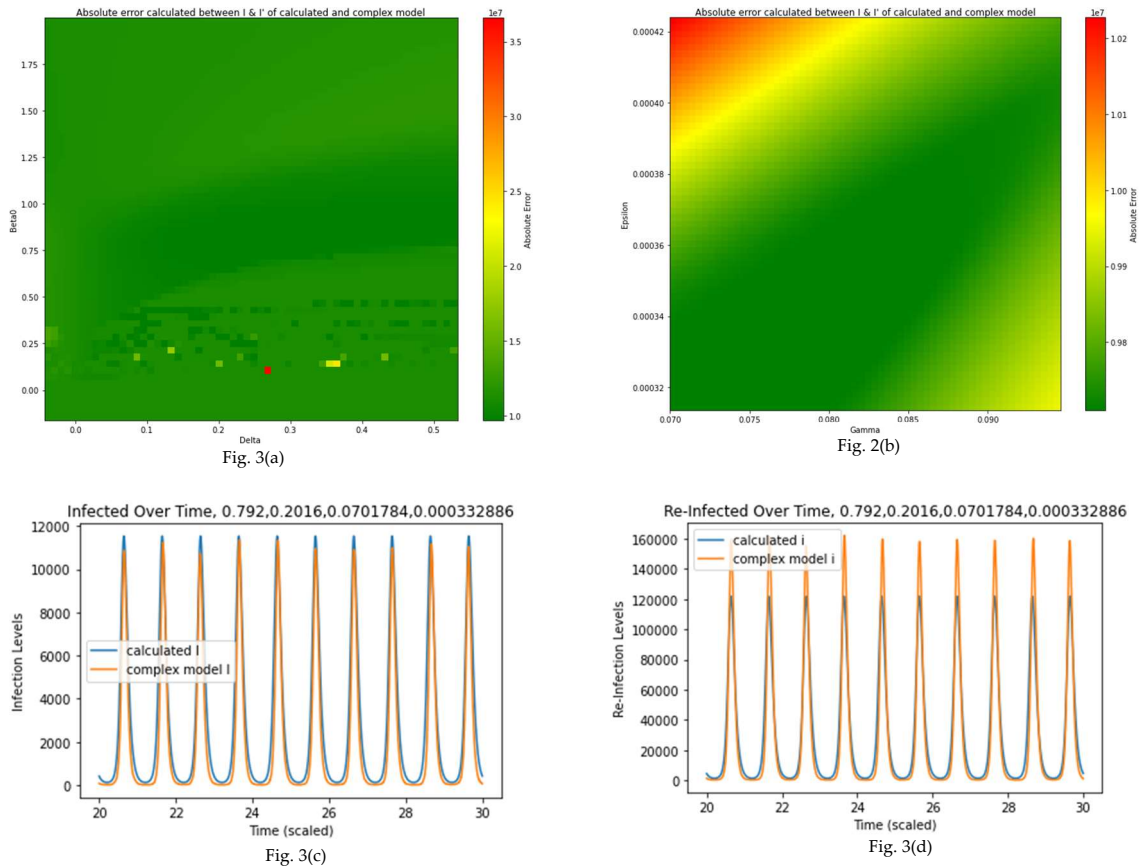 Absolute error calculated between I & I' of calculated and complex model
1e7
1.75
1.50
1.25
1.00
0.75
0.50
0.25
0.00
Beta0
0.0
0.1
0.2
0.3
0.4
0.5
Delta
3.5
3.0
2.5
2.0
1.5
1.0
Absolute Error
Fig. 3(a)
Absolute error calculated between I & I' of calculated and complex model
1e7
0.00042
0.00040
0.00038
0.00036
0.00034
0.00032
Epsilon
0.070
0.075
0.080
0.085
0.090
Gamma
1.02
1.01
1.00
0.99
0.98
Absolute Error
Fig. 2(b)
Infected Over Time, 0.792,0.2016,0.0701784,0.000332886
12000
10000
8000
6000
4000
2000
0
Infection Levels
calculated I
complex model I
20
22
24
26
28
30
Time (scaled)
Fig. 3(c)
Re-Infected Over Time, 0.792,0.2016,0.0701784,0.000332886
160000
140000
120000
100000
80000
60000
40000
20000
0
Re-Infection Levels
calculated i
complex model i
20
22
24
26
28
30
Time (scaled)
Fig. 3(d)